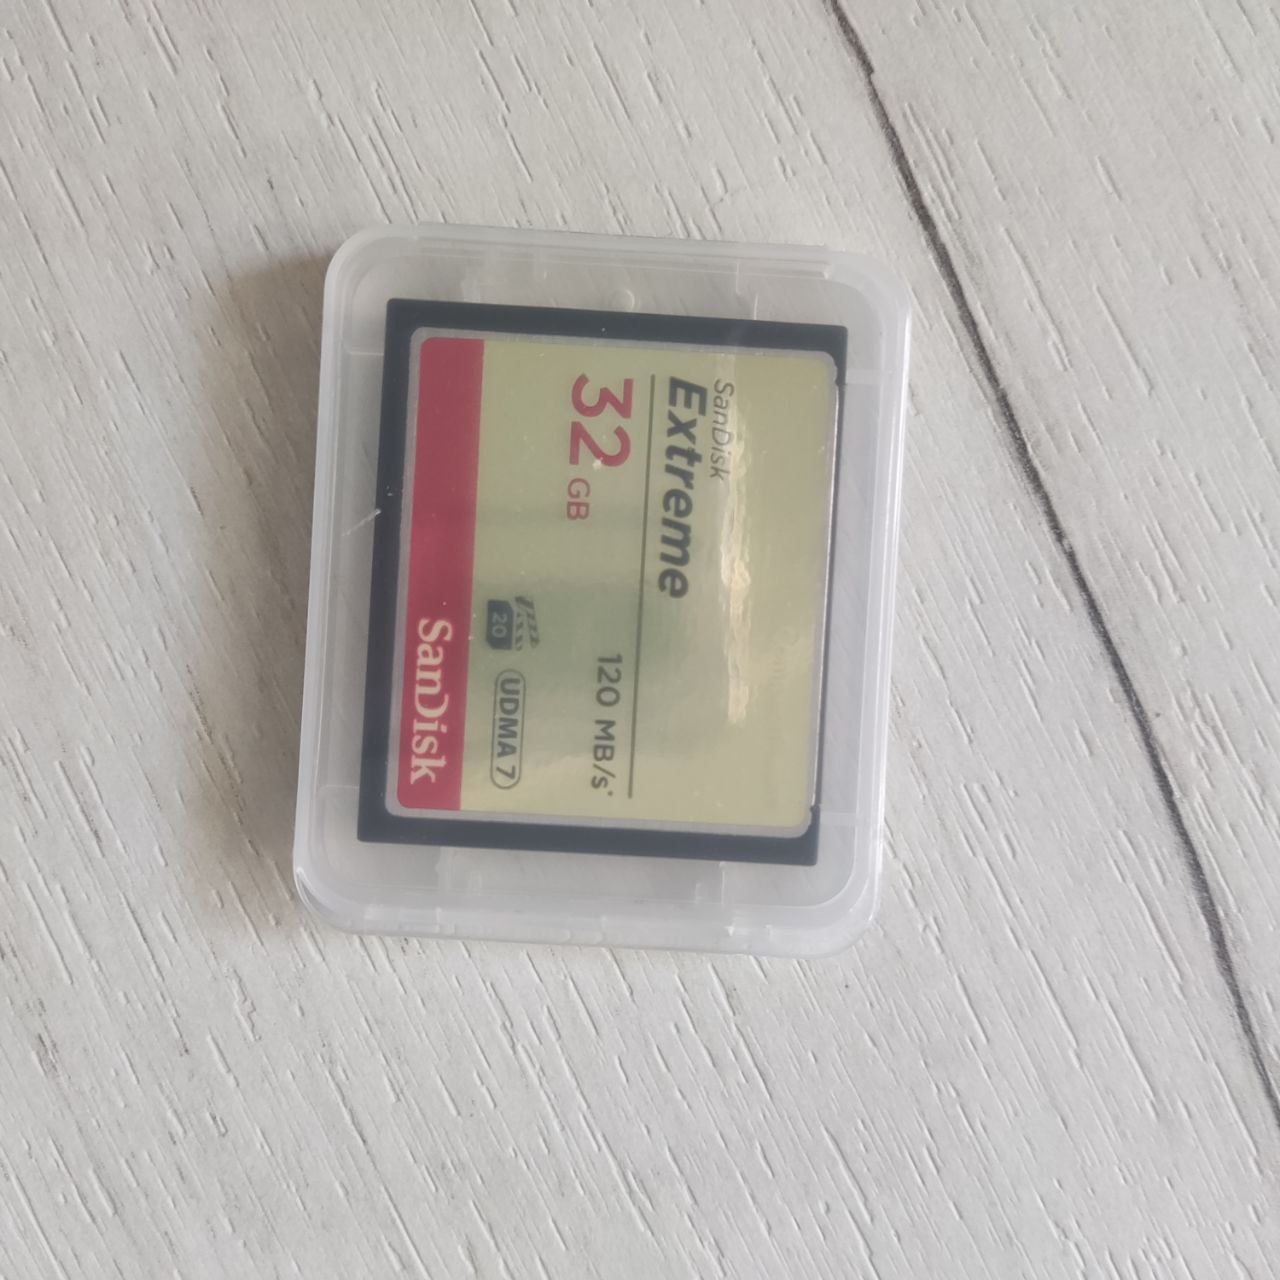 SanDisk
Extreme
32 GB
120 MB/s*
20
UDMA 7
SanDisk